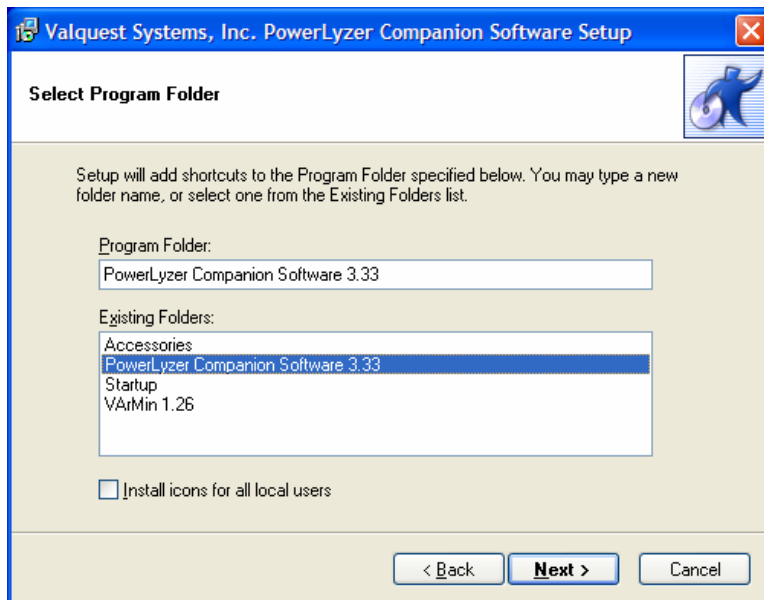 Valquest Systems, Inc. PowerLyzer Companion Software Setup
Select Program Folder
Setup will add shortcuts to the Program Folder specified below. You may type a new
folder name, or select one from the Existing Folders list.
Program Folder:
PowerLyzer Companion Software 3.33
Existing Folders:
Accessories
PowerLyzer Companion Software 3.33
Startup
VArMin 1.26
Install icons for all local users
< Back Next > Cancel